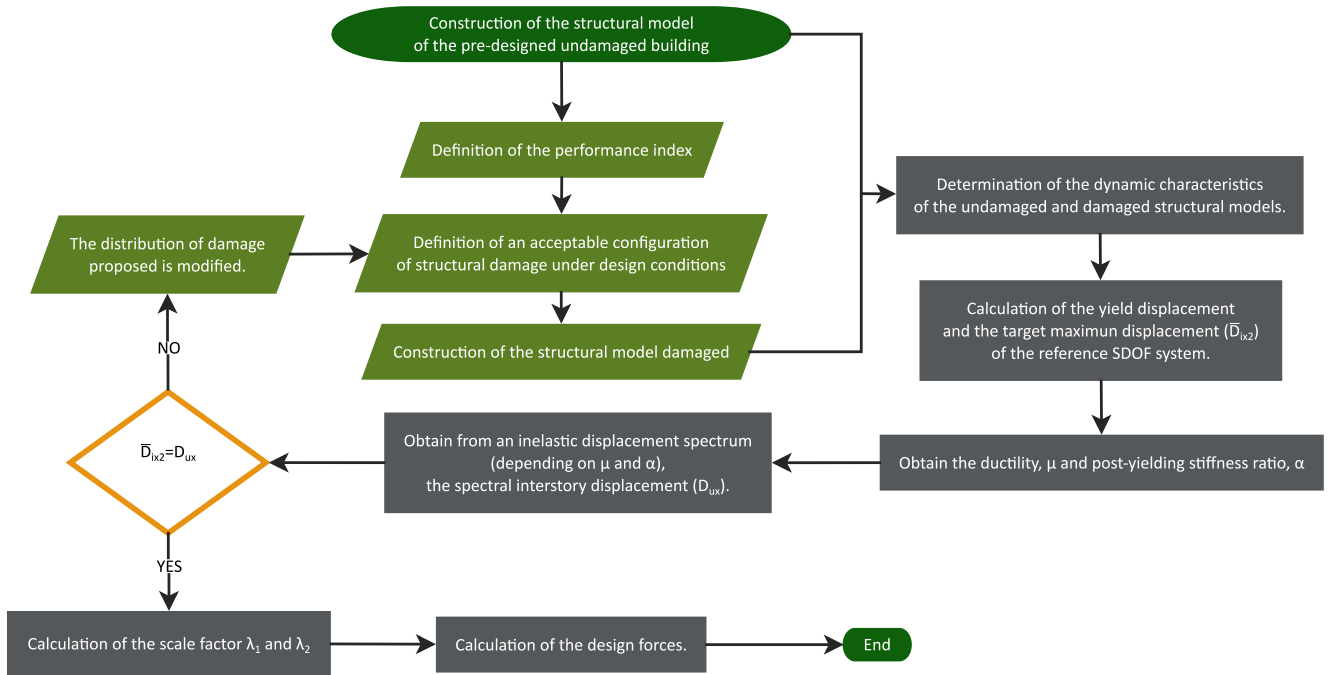 Construction of the structural model
of the pre-designed undamaged building
Definition of the performance index
Determination of the dynamic characteristics
of the undamaged and damaged structural models.
The distribution of damage
proposed is modified.
Definition of an acceptable configuration
of structural damage under design conditions
Calculation of the yield displacement
and the target maximun displacement (D̅ix2)
of the reference SDOF system.
NO
Construction of the structural model damaged
D̅ix2=Dux
Obtain from an inelastic displacement spectrum
(depending on μ and α),
the spectral interstory displacement (Dux).
Obtain the ductility, μ and post-yielding stiffness ratio, α
YES
Calculation of the scale factor λ1 and λ2
Calculation of the design forces.
End